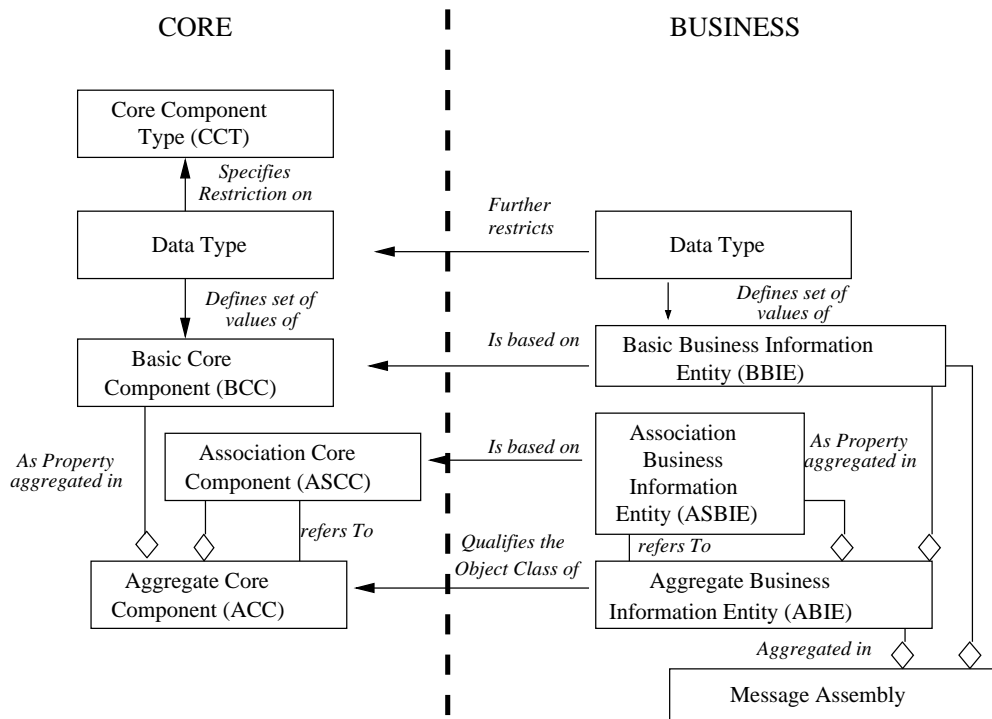 CORE
BUSINESS
Core Component
Type (CCT)
Specifies
Restriction on
Data Type
Further
restricts
Data Type
Defines set of
values of
Defines set of
values of
Basic Core
Component (BCC)
Is based on
Basic Business Information
Entity (BBIE)
As Property
aggregated in
Association Core
Component (ASCC)
Is based on
Association
Business
Information
Entity (ASBIE)
As Property
aggregated in
refers To
Qualifies the
Object Class of
refers To
Aggregate Core
Component (ACC)
Aggregate Business
Information Entity (ABIE)
Aggregated in
Message Assembly